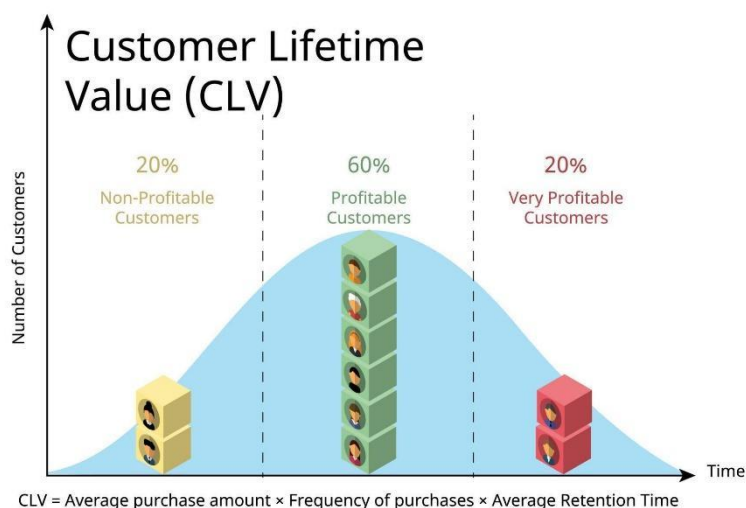 Customer Lifetime
Value (CLV)
20%
Non-Profitable
Customers
60%
Profitable
Customers
20%
Very Profitable
Customers
Number of Customers
Time
CLV = Average purchase amount × Frequency of purchases × Average Retention Time